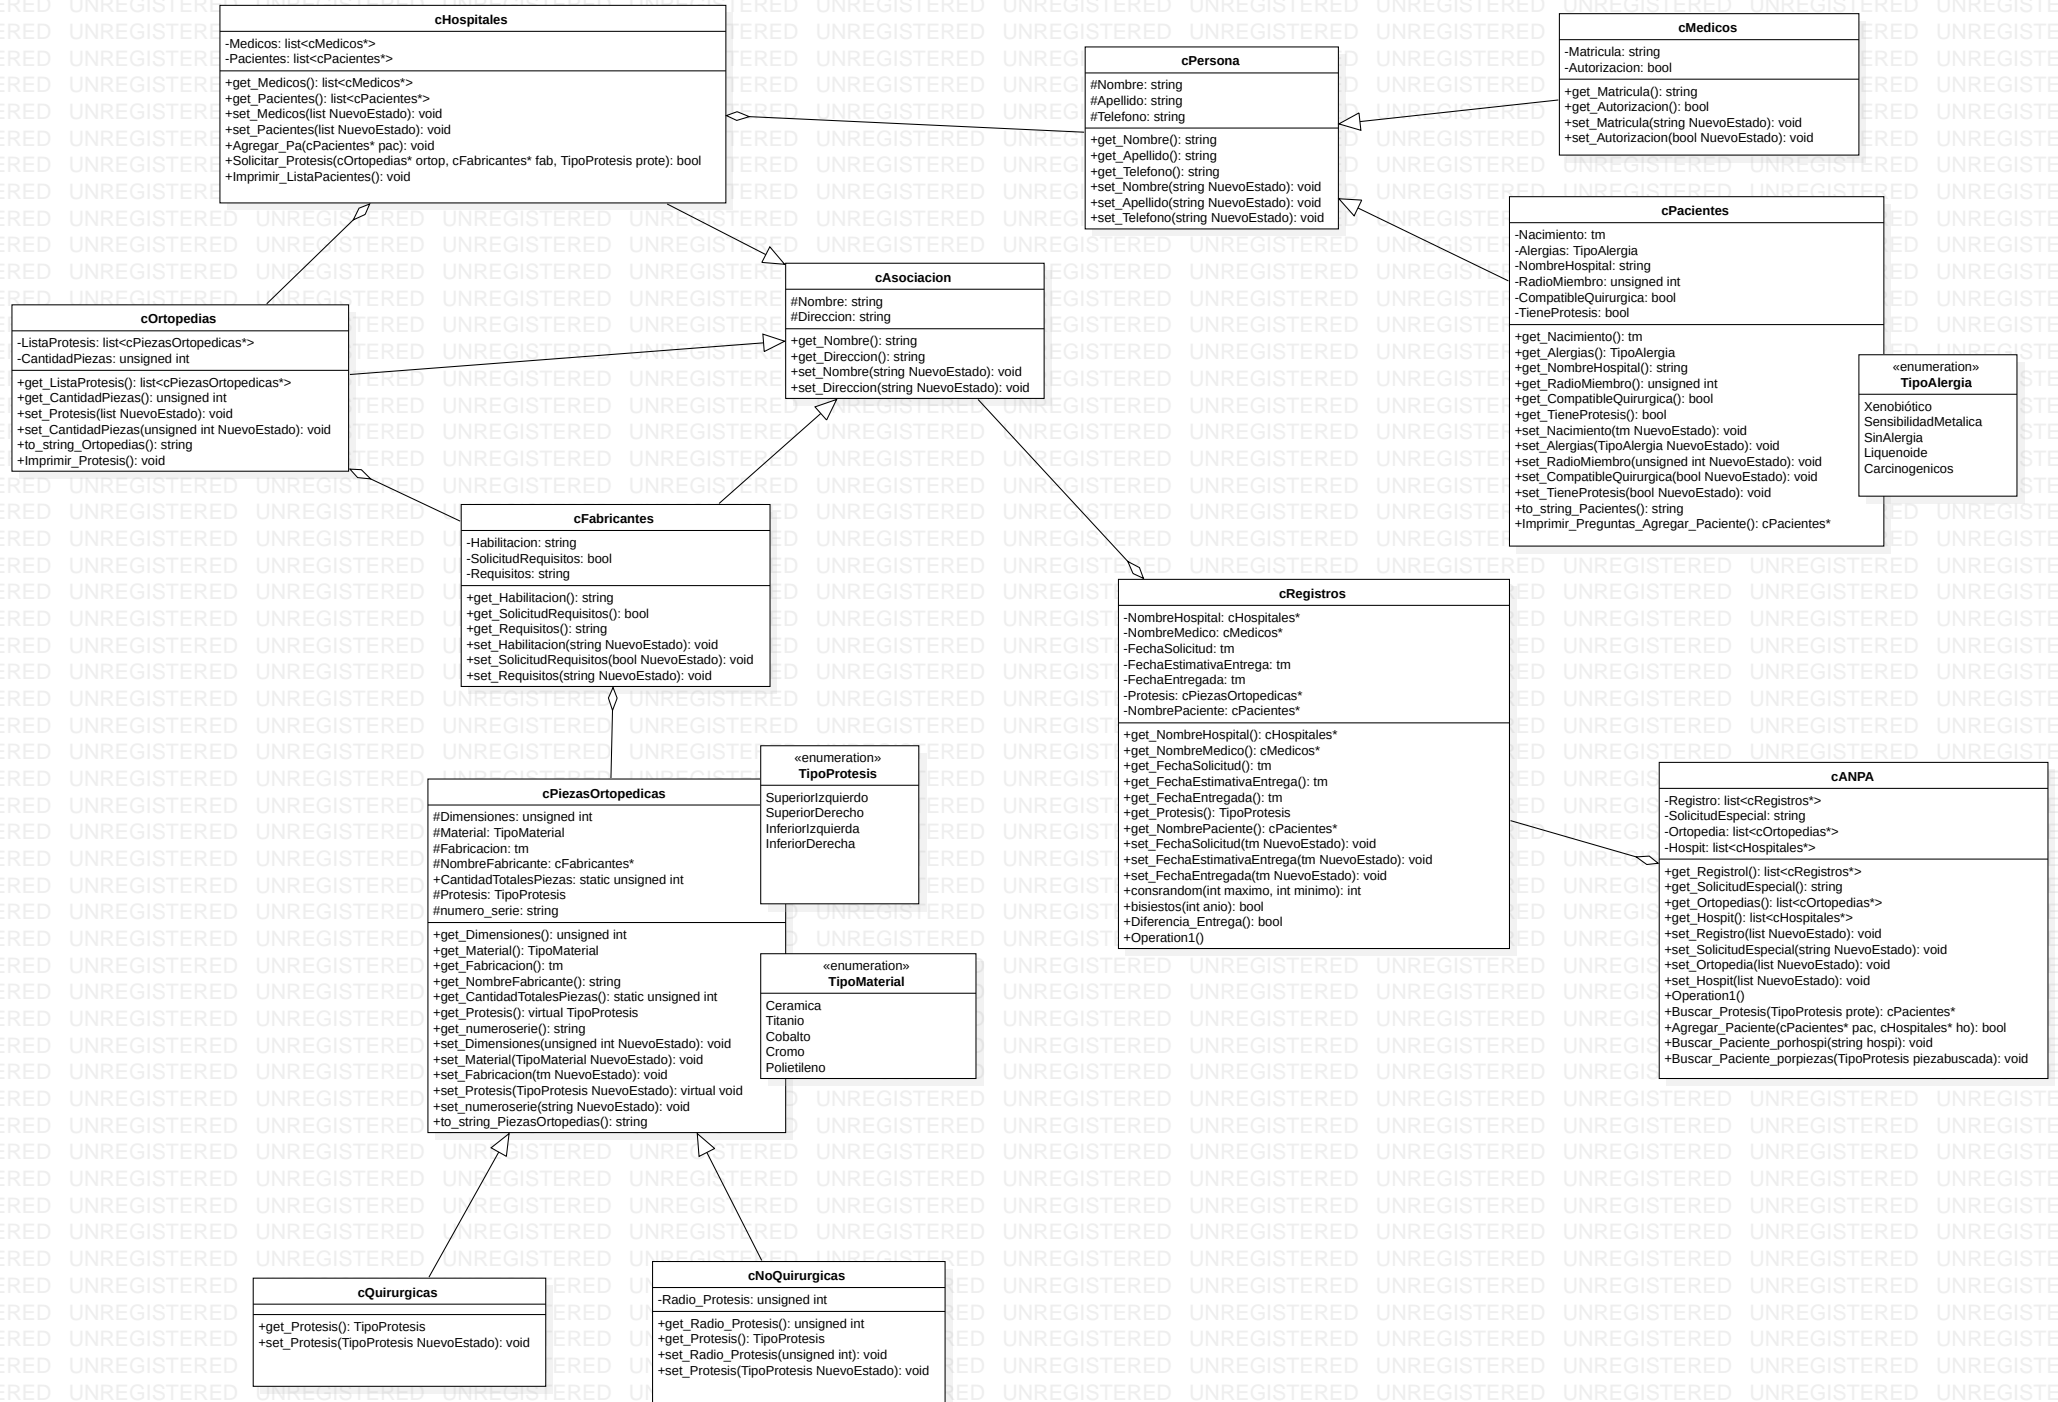 cHospitales
-Medicos: list<cMedicos*>
-Pacientes: list<cPacientes*>
+get_Medicos(): list<cMedicos*>
+get_Pacientes(): list<cPacientes*>
+set_Medicos(list NuevoEstado): void
+set_Pacientes(list NuevoEstado): void
+Agregar_Pa(cPacientes* pac): void
+Solicitar_Protesis(cOrtopedias* ortop, cFabricantes* fab, TipoProtesis prote): bool
+Imprimir_ListaPacientes(): void
cPersona
#Nombre: string
#Apellido: string
#Telefono: string
+get_Nombre(): string
+get_Apellido(): string
+get_Telefono(): string
+set_Nombre(string NuevoEstado): void
+set_Apellido(string NuevoEstado): void
+set_Telefono(string NuevoEstado): void
cMedicos
-Matricula: string
-Autorizacion: bool
+get_Matricula(): string
+get_Autorizacion(): bool
+set_Matricula(string NuevoEstado): void
+set_Autorizacion(bool NuevoEstado): void
cPacientes
-Nacimiento: tm
-Alergias: TipoAlergia
-NombreHospital: string
-RadioMiembro: unsigned int
-CompatibleQuirurgica: bool
-TieneProtesis: bool
+get_Nacimiento(): tm
+get_Alergias(): TipoAlergia
+get_NombreHospital(): string
+get_RadioMiembro(): unsigned int
+get_CompatibleQuirurgica(): bool
+get_TieneProtesis(): bool
+set_Nacimiento(tm NuevoEstado): void
+set_Alergias(TipoAlergia NuevoEstado): void
+set_RadioMiembro(unsigned int NuevoEstado): void
+set_CompatibleQuirurgica(bool NuevoEstado): void
+set_TieneProtesis(bool NuevoEstado): void
+to_string_Pacientes(): string
+Imprimir_Preguntas_Agregar_Paciente(): cPacientes*
«enumeration»
TipoAlergia
Xenobiótico
SensibilidadMetalica
SinAlergia
Liquenoide
Carcinogenicos
cAsociacion
#Nombre: string
#Direccion: string
+get_Nombre(): string
+get_Direccion(): string
+set_Nombre(string NuevoEstado): void
+set_Direccion(string NuevoEstado): void
cOrtopedias
-ListaProtesis: list<cPiezasOrtopedicas*>
-CantidadPiezas: unsigned int
+get_ListaProtesis(): list<cPiezasOrtopedicas*>
+get_CantidadPiezas(): unsigned int
+set_Protesis(list NuevoEstado): void
+set_CantidadPiezas(unsigned int NuevoEstado): void
+to_string_Ortopedias(): string
+Imprimir_Protesis(): void
cFabricantes
-Habilitacion: string
-SolicitudRequisitos: bool
-Requisitos: string
+get_Habilitacion(): string
+get_SolicitudRequisitos(): bool
+get_Requisitos(): string
+set_Habilitacion(string NuevoEstado): void
+set_SolicitudRequisitos(bool NuevoEstado): void
+set_Requisitos(string NuevoEstado): void
cRegistros
-NombreHospital: cHospitales*
-NombreMedico: cMedicos*
-FechaSolicitud: tm
-FechaEstimativaEntrega: tm
-FechaEntregada: tm
-Protesis: cPiezasOrtopedicas*
-NombrePaciente: cPacientes*
+get_NombreHospital(): cHospitales*
+get_NombreMedico(): cMedicos*
+get_FechaSolicitud(): tm
+get_FechaEstimativaEntrega(): tm
+get_FechaEntregada(): tm
+get_Protesis(): TipoProtesis
+get_NombrePaciente(): cPacientes*
+set_FechaSolicitud(tm NuevoEstado): void
+set_FechaEstimativaEntrega(tm NuevoEstado): void
+set_FechaEntregada(tm NuevoEstado): void
+consrandom(int maximo, int minimo): int
+bisiestos(int anio): bool
+Diferencia_Entrega(): bool
+Operation1()
cANPA
-Registro: list<cRegistros*>
-SolicitudEspecial: string
-Ortopedia: list<cOrtopedias*>
-Hospit: list<cHospitales*>
+get_Registrol(): list<cRegistros*>
+get_SolicitudEspecial(): string
+get_Ortopedias(): list<cOrtopedias*>
+get_Hospit(): list<cHospitales*>
+set_Registro(list NuevoEstado): void
+set_SolicitudEspecial(string NuevoEstado): void
+set_Ortopedia(list NuevoEstado): void
+set_Hospit(list NuevoEstado): void
+Operation1()
+Buscar_Protesis(TipoProtesis prote): cPacientes*
+Agregar_Paciente(cPacientes* pac, cHospitales* ho): bool
+Buscar_Paciente_porhospi(string hospi): void
+Buscar_Paciente_porpiezas(TipoProtesis piezabuscada): void
cPiezasOrtopedicas
#Dimensiones: unsigned int
#Material: TipoMaterial
#Fabricacion: tm
#NombreFabricante: cFabricantes*
+CantidadTotalesPiezas: static unsigned int
#Protesis: TipoProtesis
#numero_serie: string
+get_Dimensiones(): unsigned int
+get_Material(): TipoMaterial
+get_Fabricacion(): tm
+get_NombreFabricante(): string
+get_CantidadTotalesPiezas(): static unsigned int
+get_Protesis(): virtual TipoProtesis
+get_numeroserie(): string
+set_Dimensiones(unsigned int NuevoEstado): void
+set_Material(TipoMaterial NuevoEstado): void
+set_Fabricacion(tm NuevoEstado): void
+set_Protesis(TipoProtesis NuevoEstado): virtual void
+set_numeroserie(string NuevoEstado): void
+to_string_PiezasOrtopedias(): string
«enumeration»
TipoProtesis
SuperiorIzquierdo
SuperiorDerecho
InferiorIzquierda
InferiorDerecha
«enumeration»
TipoMaterial
Ceramica
Titanio
Cobalto
Cromo
Polietileno
cQuirurgicas
+get_Protesis(): TipoProtesis
+set_Protesis(TipoProtesis NuevoEstado): void
cNoQuirurgicas
-Radio_Protesis: unsigned int
+get_Radio_Protesis(): unsigned int
+get_Protesis(): TipoProtesis
+set_Radio_Protesis(unsigned int): void
+set_Protesis(TipoProtesis NuevoEstado): void
UNREGISTERED